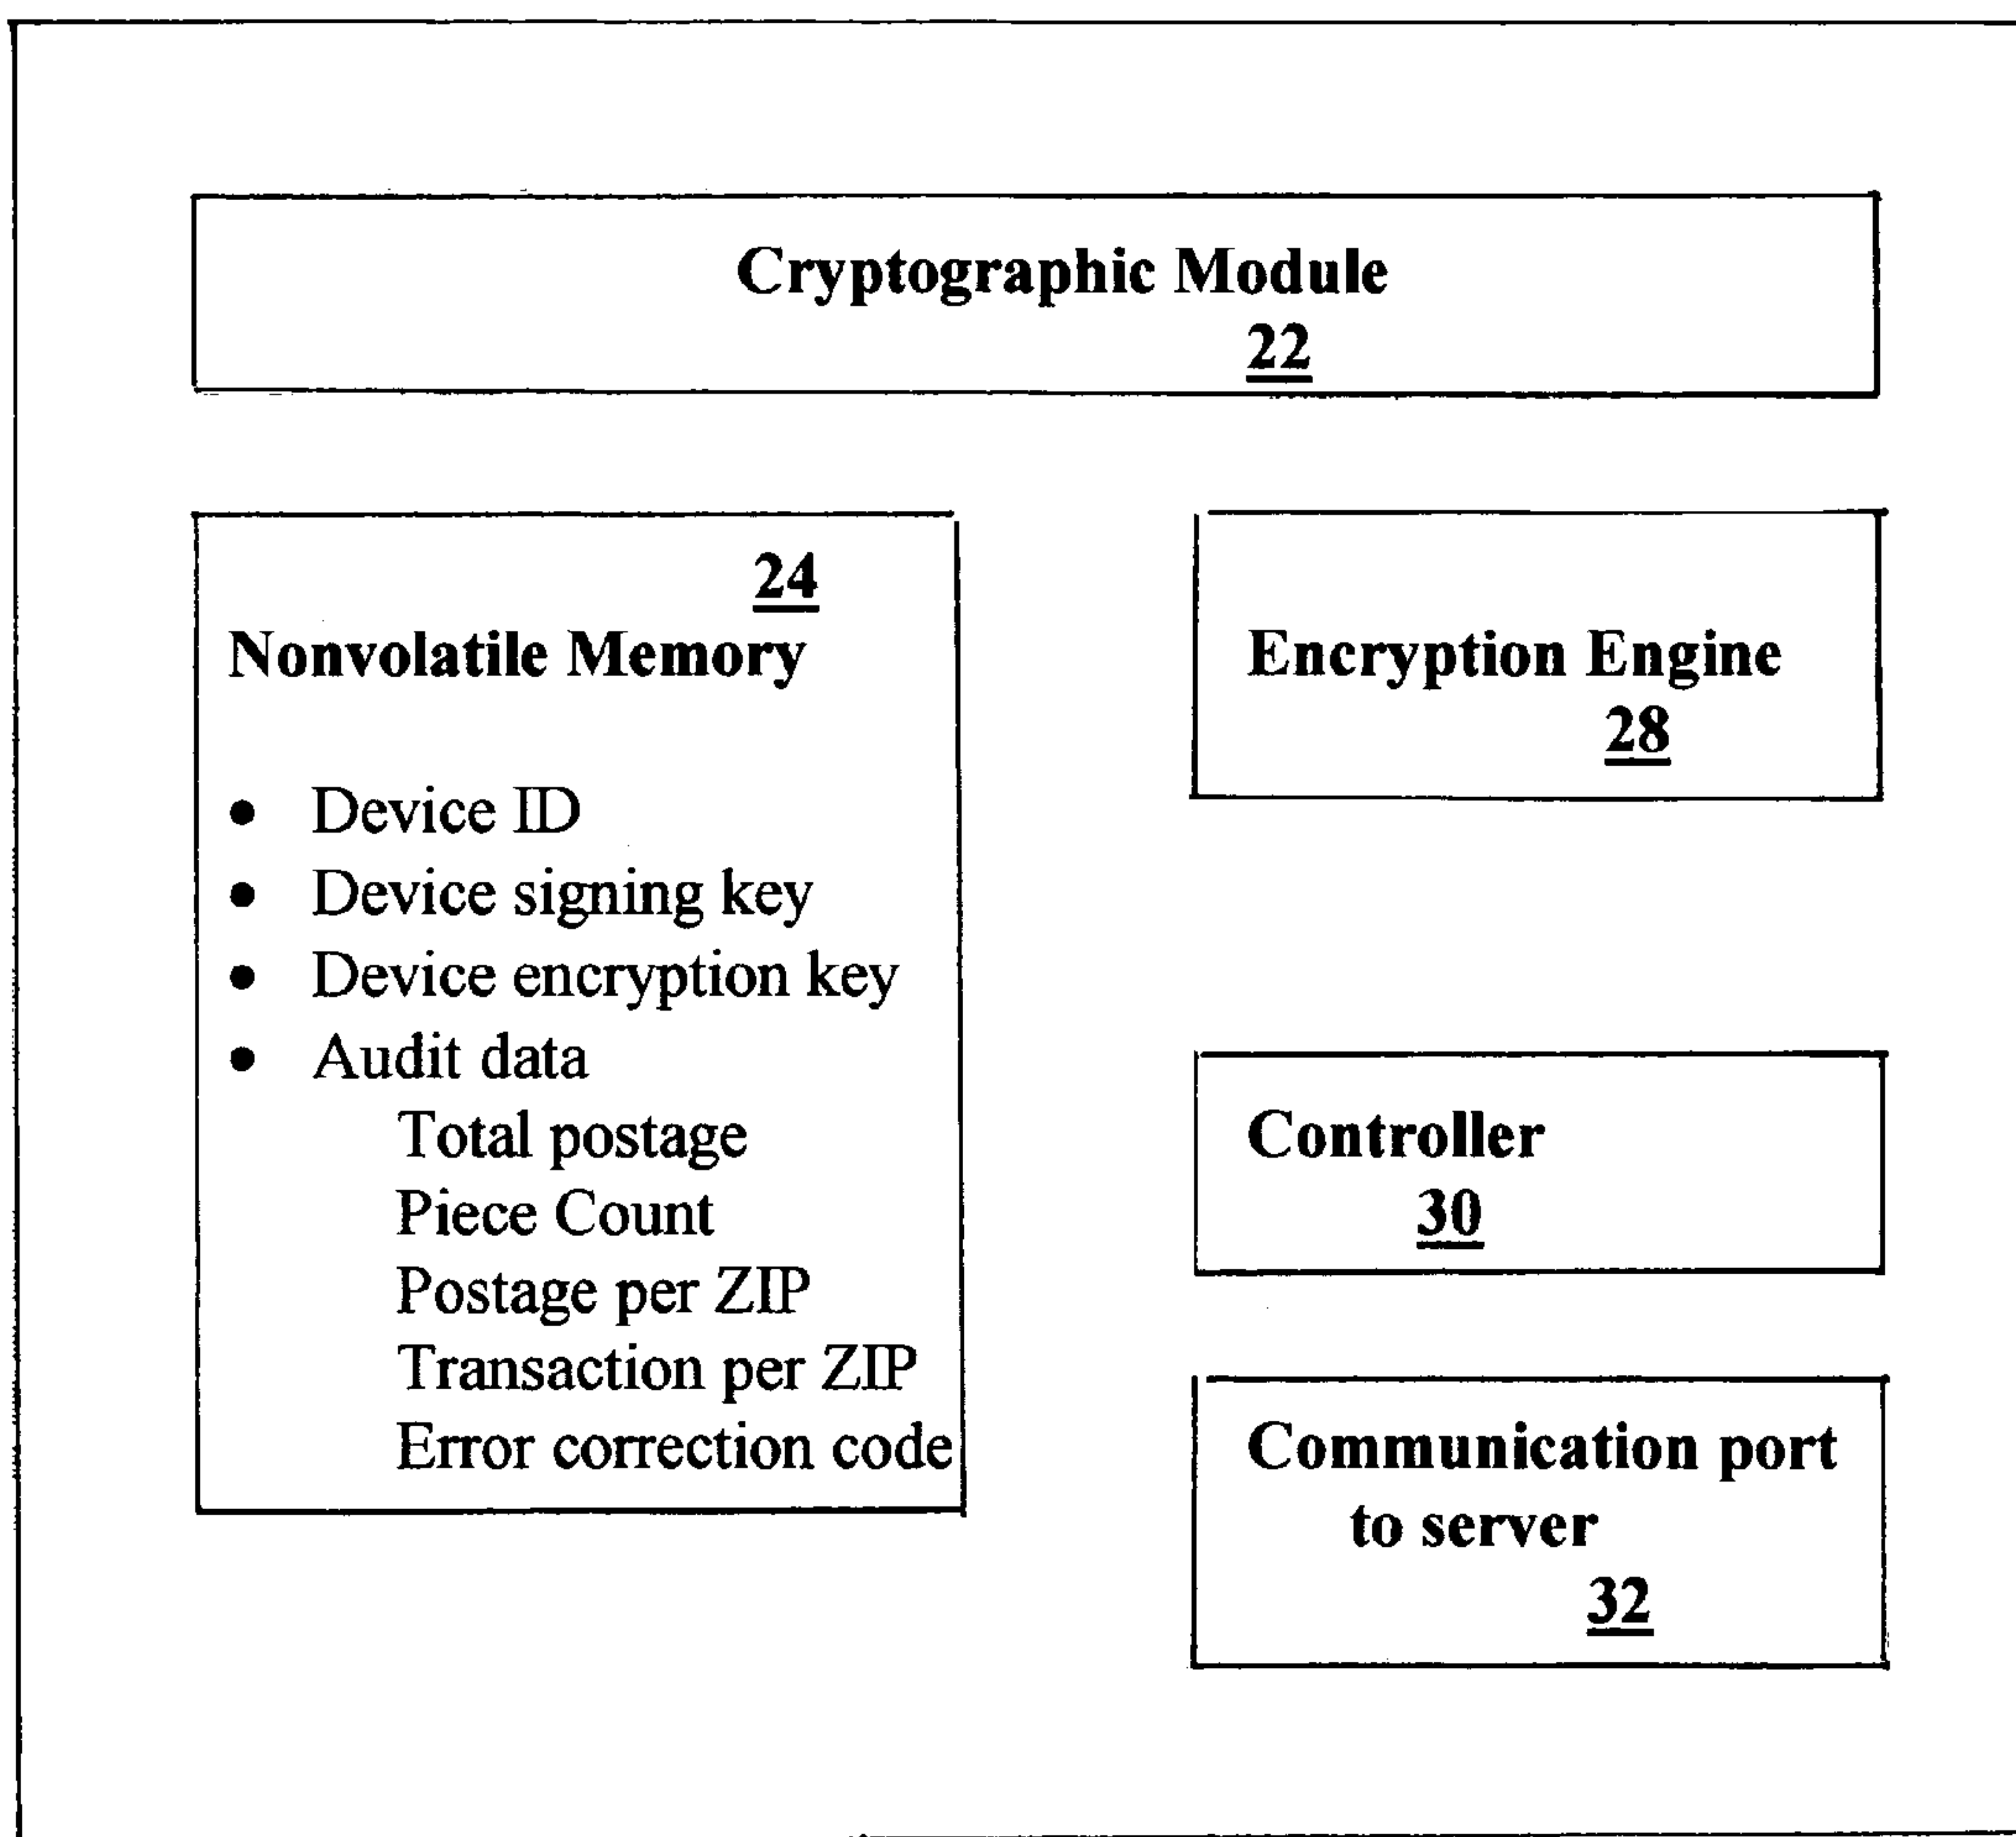 Cryptographic Module
22
24
Nonvolatile Memory
• Device ID
• Device signing key
• Device encryption key
• Audit data
Total postage
Piece Count
Postage per ZIP
Transaction per ZIP
Error correction code
Encryption Engine
28
Controller
30
Communication port
to server
32